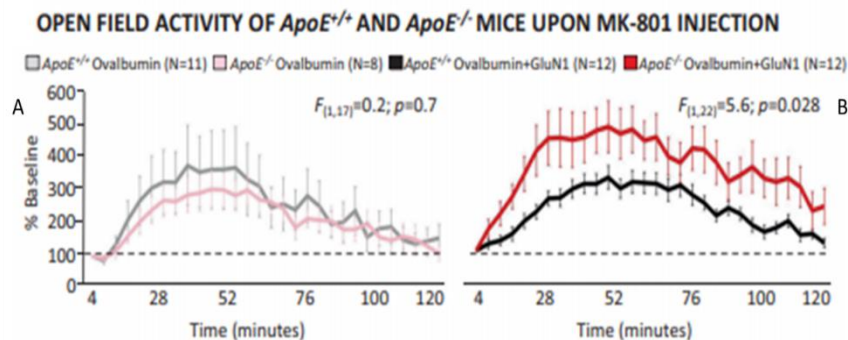 OPEN FIELD ACTIVITY OF ApoE+/+ AND ApoE-/- MICE UPON MK-801 INJECTION
ApoE+/+ Ovalbumin (N=11) ApoE-/- Ovalbumin (N=8) ApoE+/+ Ovalbumin+GluN1 (N=12) ApoE-/- Ovalbumin+GluN1 (N=12)
A
% Baseline
600
500
400
300
200
100
0
F(1,17)=0.2; p=0.7
4 28 52 76 100 120
Time (minutes)
F(1,22)=5.6; p=0.028
B
4 28 52 76 100 120
Time (minutes)